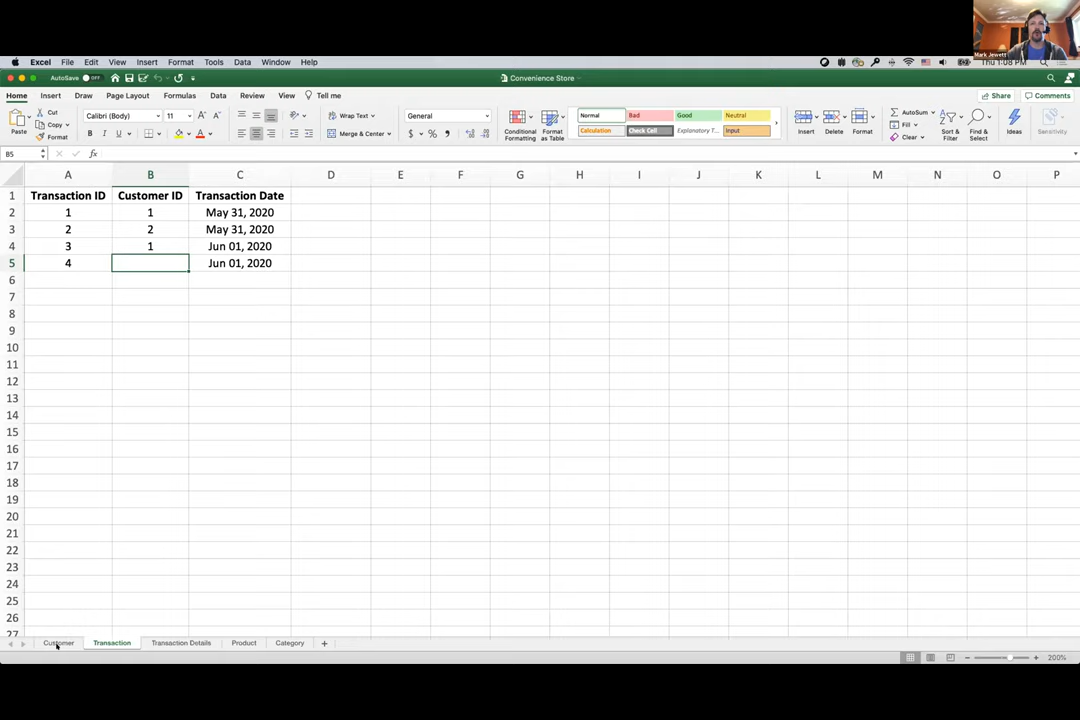 Mark Jewett
Excel File Edit View Insert Format Tools Data Window Help Thu 1:08 PM
AutoSave OFF Convenience Store
Home Insert Draw Page Layout Formulas Data Review View Tell me Share Comments
Paste Cut Copy Format Calibri (Body) 11 A A Wrap Text General Normal Bad Good Neutral AutoSum
B I U Merge & Center $ % Calculation Check Cell Explanatory T... Input Fill Clear
Conditional Formatting Format as Table Insert Delete Format Sort & Filter Find & Select Ideas Sensitivity
B5 fx
A B C D E F G H I J K L M N O P
1 Transaction ID Customer ID Transaction Date
2 1 1 May 31, 2020
3 2 2 May 31, 2020
4 3 1 Jun 01, 2020
5 4 Jun 01, 2020
6
7
8
9
10
11
12
13
14
15
16
17
18
19
20
21
22
23
24
25
26
27
Customer Transaction Transaction Details Product Category +
200%